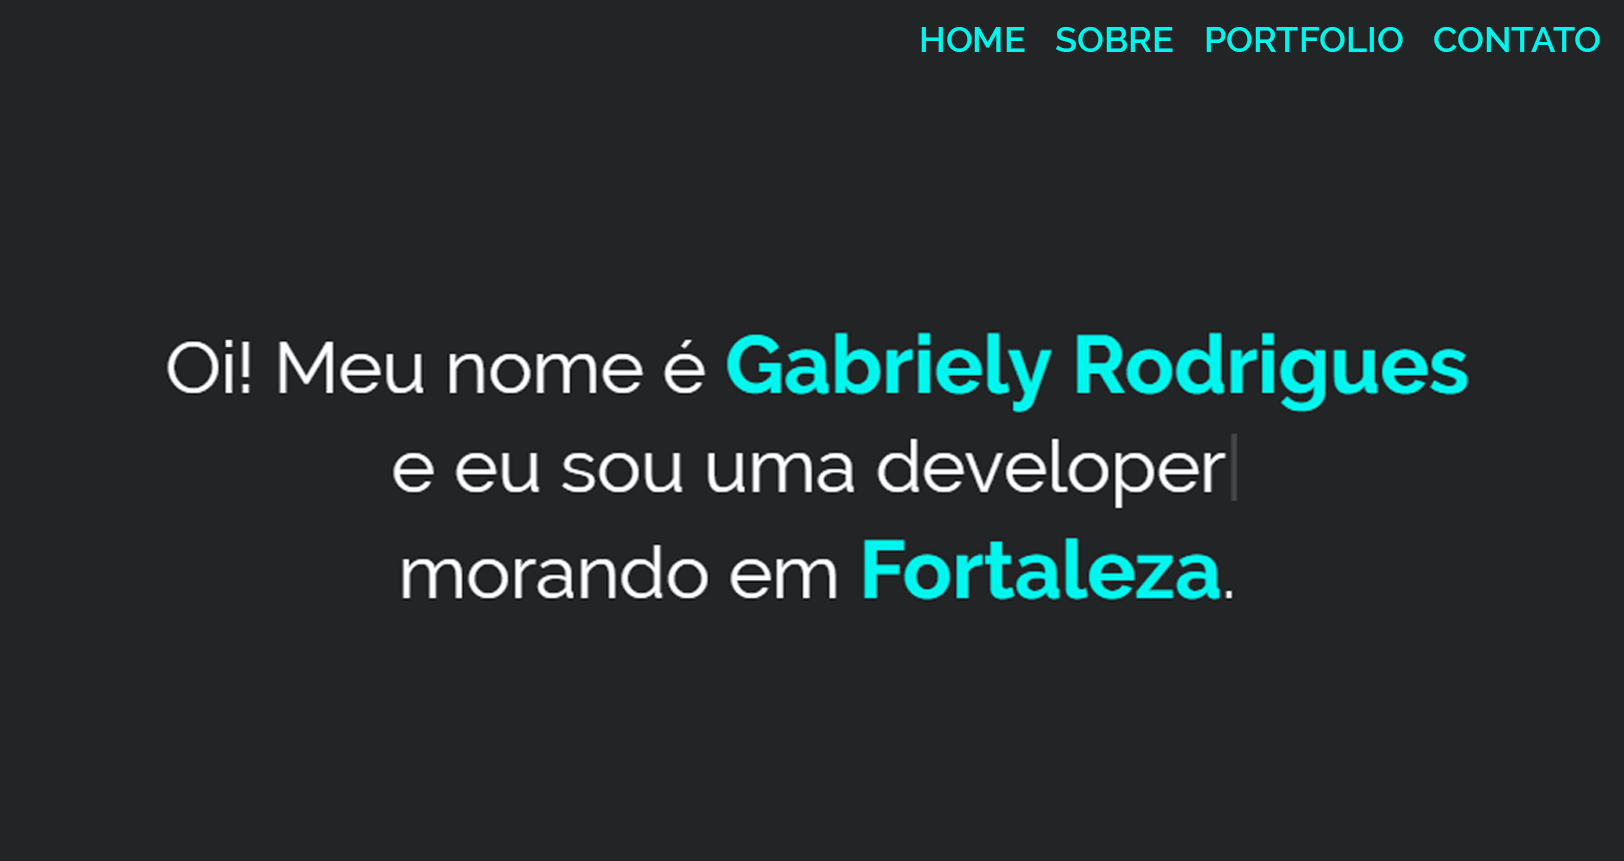 HOME SOBRE PORTFOLIO CONTATO
Oi! Meu nome é Gabriely Rodrigues
e eu sou uma developer
morando em Fortaleza.